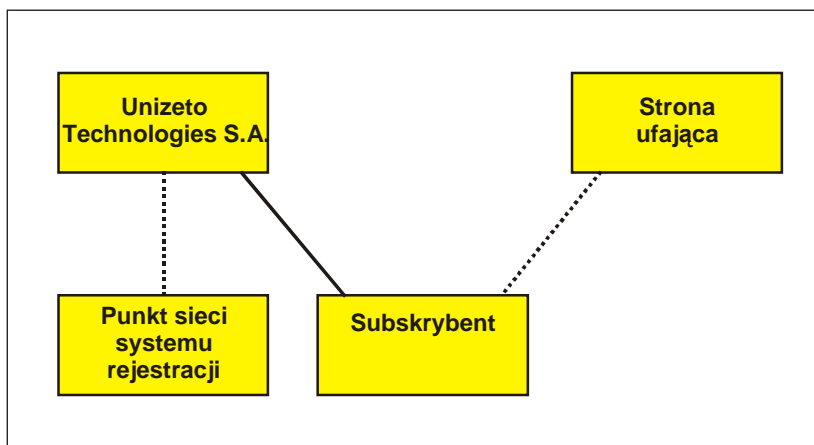 Unizeto
Technologies S.A.
Strona
ufająca
Punkt sieci
systemu
rejestracji
Subskrybent